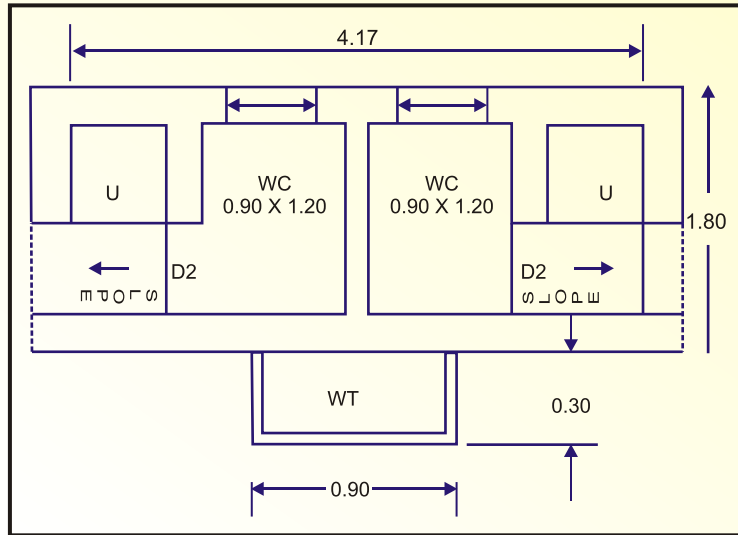 4.17
WC
0.90 X 1.20
WC
0.90 X 1.20
U
U
1.80
D2
D2
SLOPE
SLOPE
WT
0.30
0.90